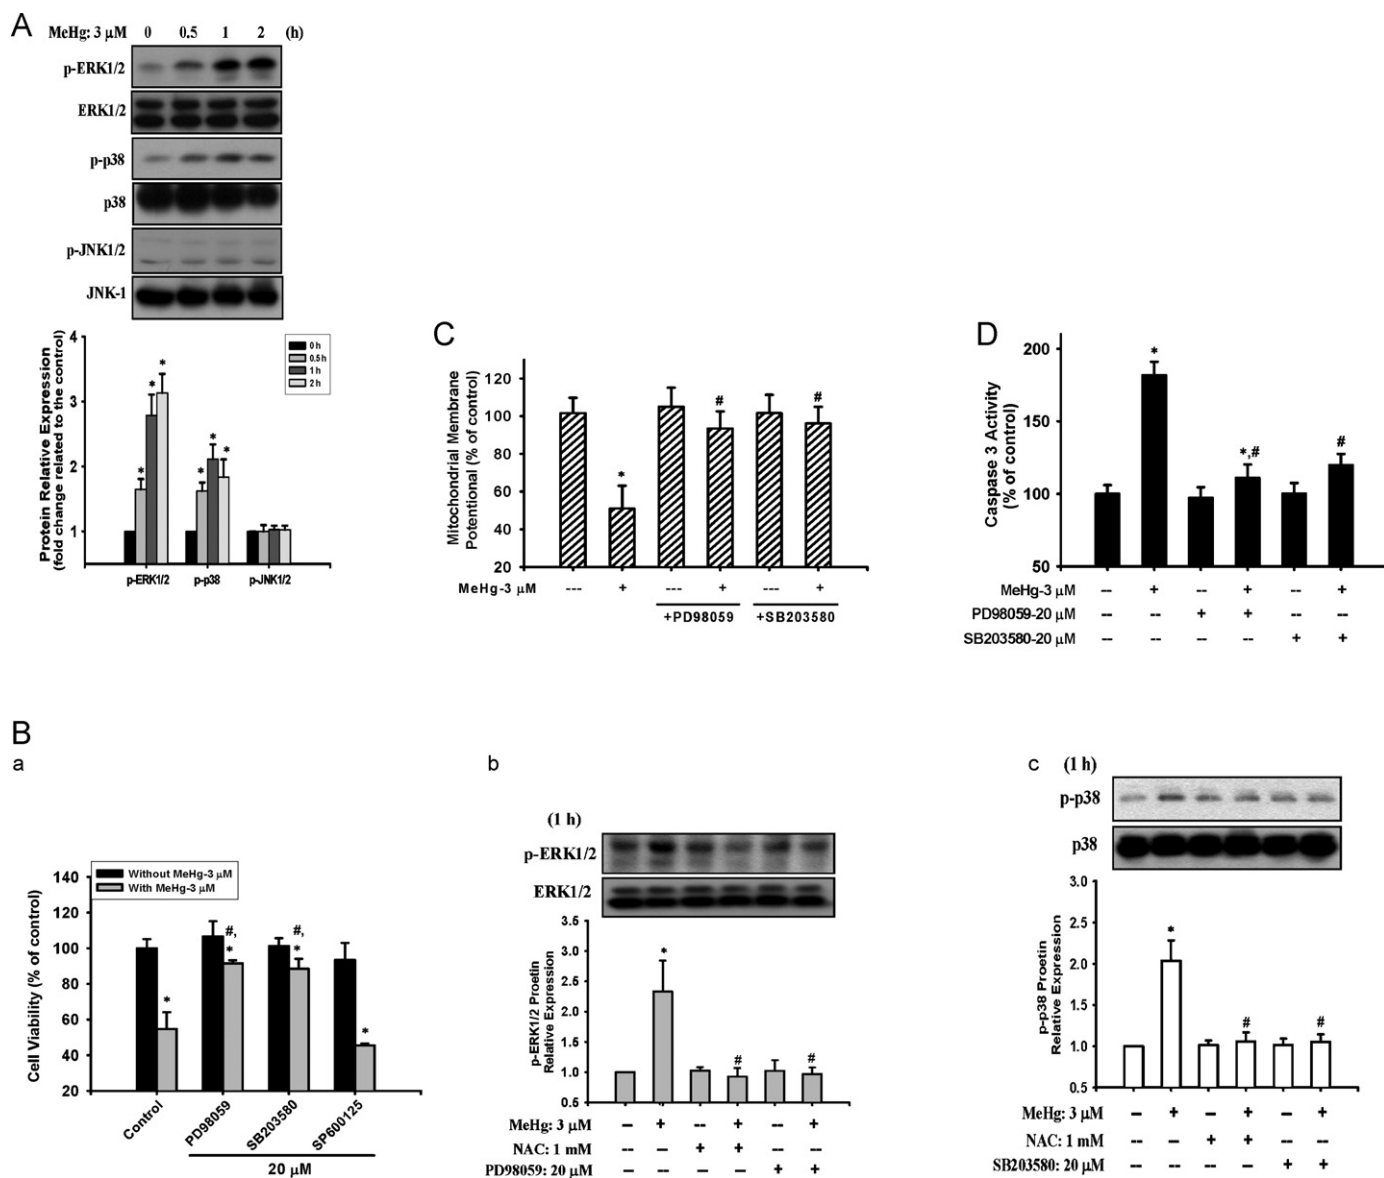 A
MeHg: 3 μM 0 0.5 1 2 (h)
p-ERK1/2
ERK1/2
p-p38
p38
p-JNK1/2
JNK-1
Protein Relative Expression
(fold change related to the control)
4
3
2
1
0 h
0.5 h
1 h
2 h
* * *
* * *
p-ERK1/2 p-p38 p-JNK1/2
C
Mitochondrial Membrane
Potential (% of control)
120
100
80
60
40
20
* # #
MeHg-3 μM --- + --- + --- +
+PD98059 +SB203580
D
Caspase 3 Activity
(% of control)
200
150
100
50
* *,# #
MeHg-3 μM -- + -- + -- +
PD98059-20 μM -- -- + + -- --
SB203580-20 μM -- -- -- -- + +
B
a
Cell Viability (% of control)
140
120
100
80
60
40
20
Without MeHg-3 μM
With MeHg-3 μM
* #, * #, * *
Control PD98059 SB203580 SP600125
20 μM
b
(1 h)
p-ERK1/2
ERK1/2
p-ERK1/2 Proetin
Relative Expression
3.5
3.0
2.5
2.0
1.5
1.0
0.5
* # #
MeHg: 3 μM -- + -- + -- +
NAC: 1 mM -- -- + + -- --
PD98059: 20 μM -- -- -- -- + +
c (1 h)
p-p38
p38
p-p38 Proetin
Relative Expression
3.0
2.5
2.0
1.5
1.0
0.5
* # #
MeHg: 3 μM -- + -- + -- +
NAC: 1 mM -- -- + + -- --
SB203580: 20 μM -- -- -- -- + +